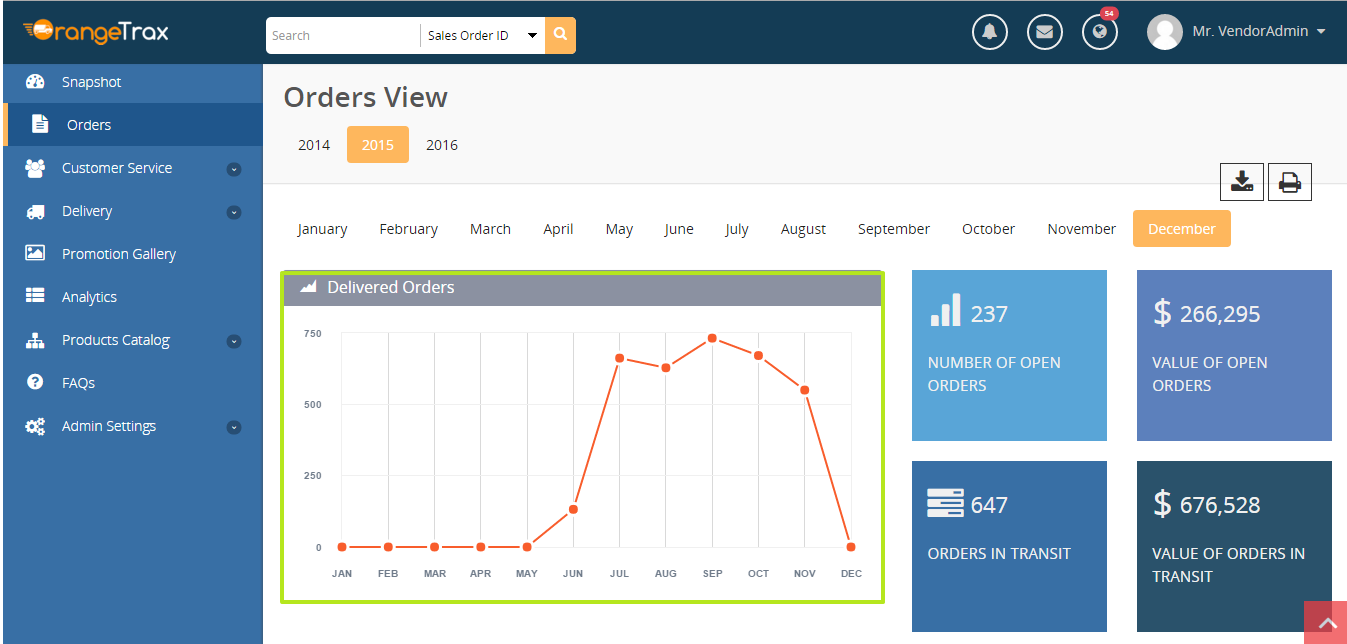 OrangeTrax
Search
Sales Order ID
54
Mr. VendorAdmin
Snapshot
Orders
Customer Service
Delivery
Promotion Gallery
Analytics
Products Catalog
FAQs
Admin Settings
Orders View
2014 2015 2016
January February March April May June July August September October November December
Delivered Orders
750
500
250
0
JAN FEB MAR APR MAY JUN JUL AUG SEP OCT NOV DEC
237
NUMBER OF OPEN
ORDERS
$ 266,295
VALUE OF OPEN
ORDERS
647
ORDERS IN TRANSIT
$ 676,528
VALUE OF ORDERS IN
TRANSIT